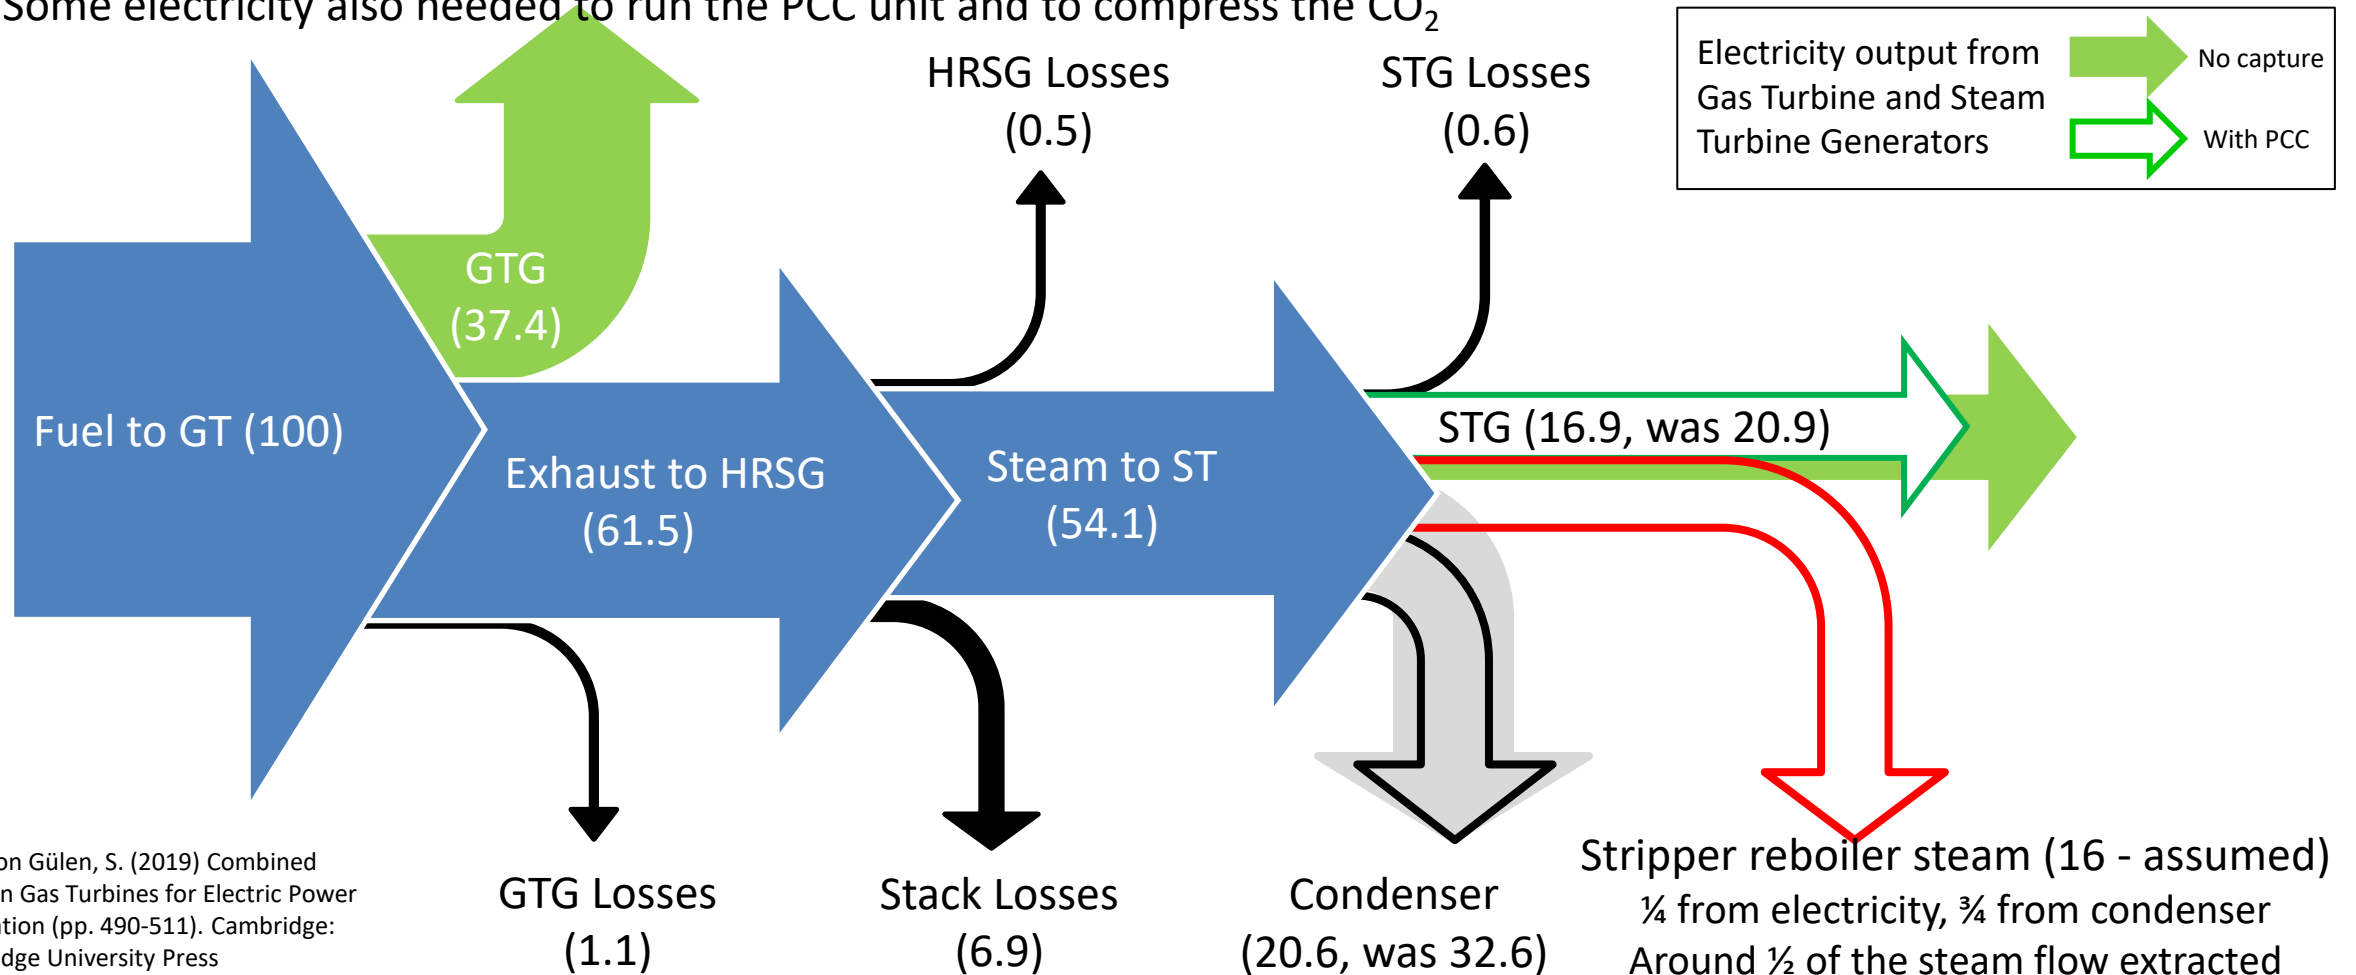 Some electricity also needed to run the PCC unit and to compress the CO2
Electricity output from
Gas Turbine and Steam
Turbine Generators
No capture
With PCC
HRSG Losses
(0.5)
STG Losses
(0.6)
GTG
(37.4)
Fuel to GT (100)
Exhaust to HRSG
(61.5)
Steam to ST
(54.1)
STG (16.9, was 20.9)
on Gülen, S. (2019) Combined
n Gas Turbines for Electric Power
ation (pp. 490-511). Cambridge:
dge University Press
GTG Losses
(1.1)
Stack Losses
(6.9)
Condenser
(20.6, was 32.6)
Stripper reboiler steam (16 - assumed)
¼ from electricity, ¾ from condenser
Around ½ of the steam flow extracted